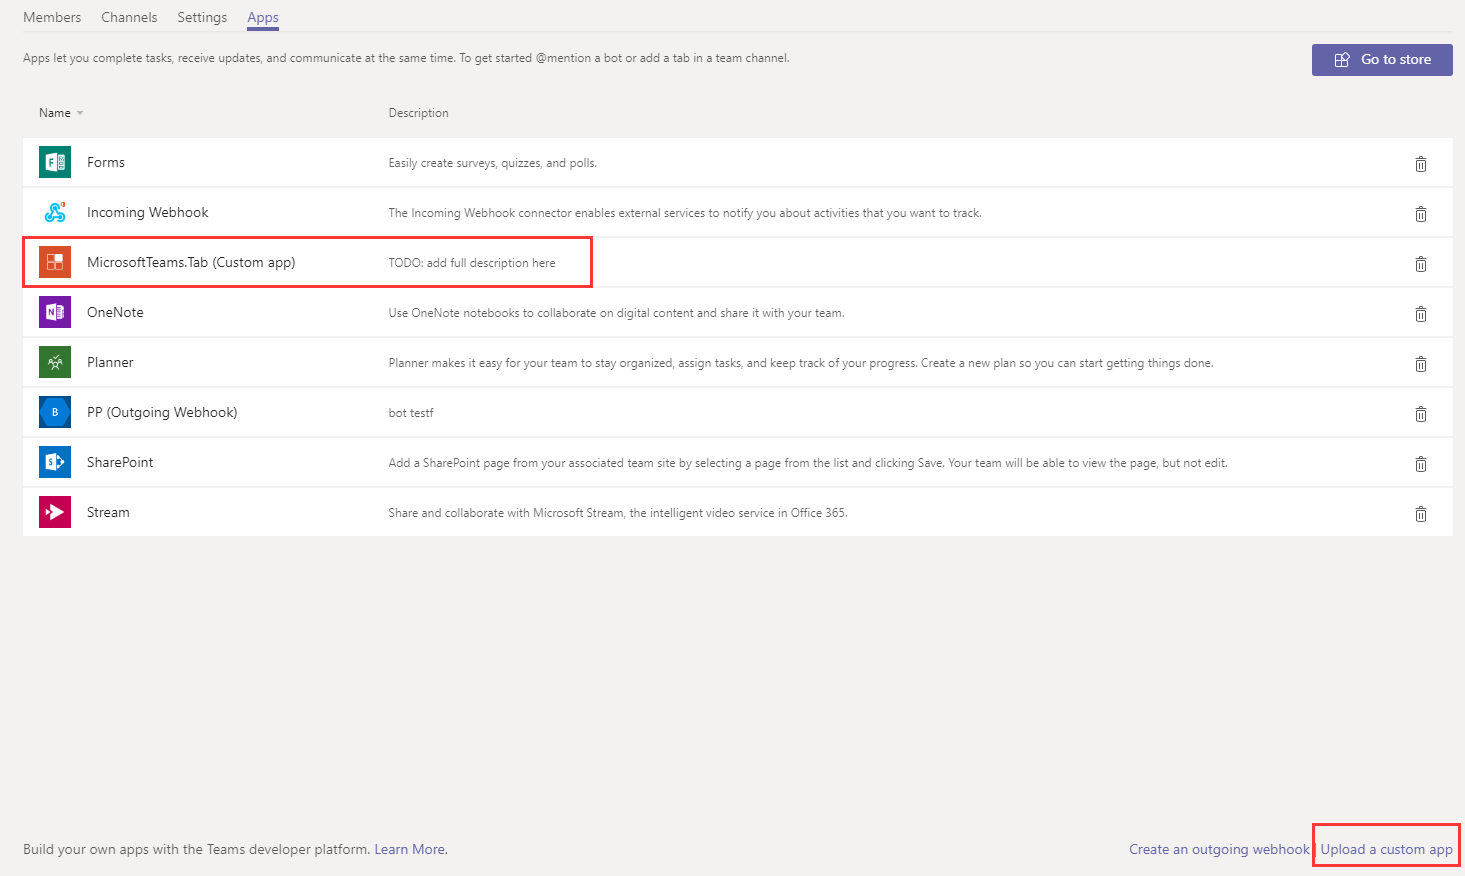 Members Channels Settings Apps
Apps let you complete tasks, receive updates, and communicate at the same time. To get started @mention a bot or add a tab in a team channel.
Go to store
Name Description
Forms Easily create surveys, quizzes, and polls.
Incoming Webhook The Incoming Webhook connector enables external services to notify you about activities that you want to track.
MicrosoftTeams.Tab (Custom app) TODO: add full description here
OneNote Use OneNote notebooks to collaborate on digital content and share it with your team.
Planner Planner makes it easy for your team to stay organized, assign tasks, and keep track of your progress. Create a new plan so you can start getting things done.
B PP (Outgoing Webhook) bot testf
SharePoint Add a SharePoint page from your associated team site by selecting a page from the list and clicking Save. Your team will be able to view the page, but not edit.
Stream Share and collaborate with Microsoft Stream, the intelligent video service in Office 365.
Build your own apps with the Teams developer platform. Learn More. Create an outgoing webhook | Upload a custom app